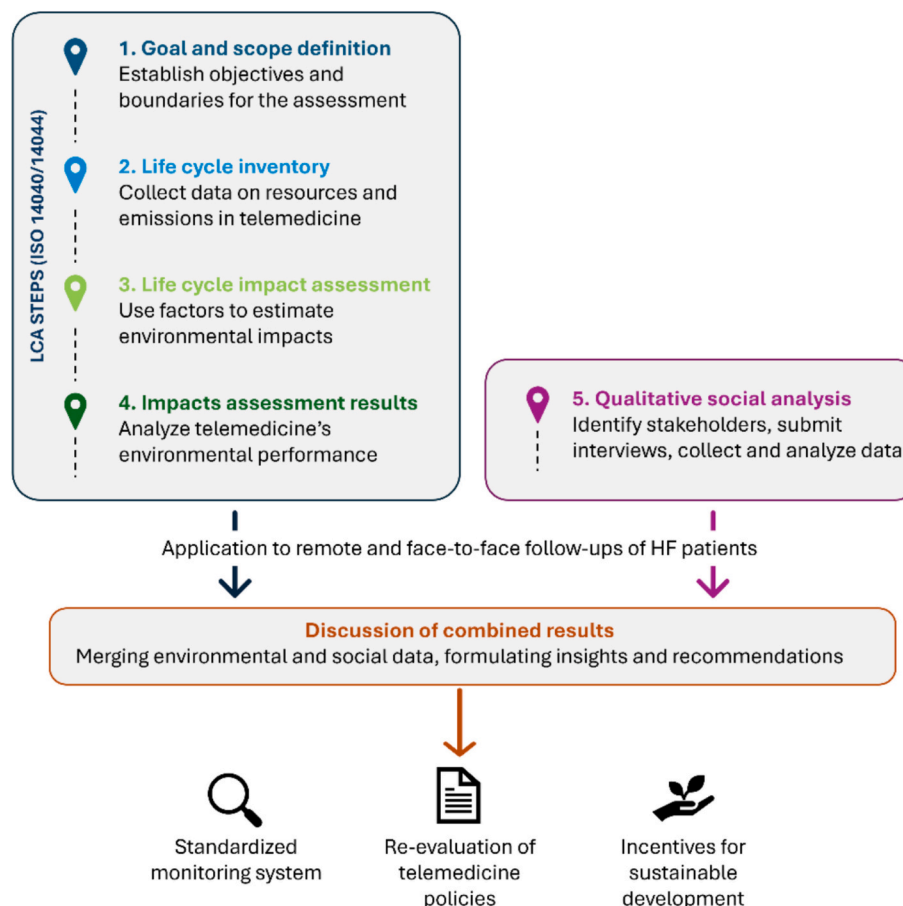 LCA STEPS (ISO 14040/14044)
1. Goal and scope definition
Establish objectives and
boundaries for the assessment
2. Life cycle inventory
Collect data on resources and
emissions in telemedicine
3. Life cycle impact assessment
Use factors to estimate
environmental impacts
4. Impacts assessment results
Analyze telemedicine's
environmental performance
5. Qualitative social analysis
Identify stakeholders, submit
interviews, collect and analyze data
Application to remote and face-to-face follow-ups of HF patients
Discussion of combined results
Merging environmental and social data, formulating insights and recommendations
Standardized
monitoring system
Re-evaluation of
telemedicine
policies
Incentives for
sustainable
development